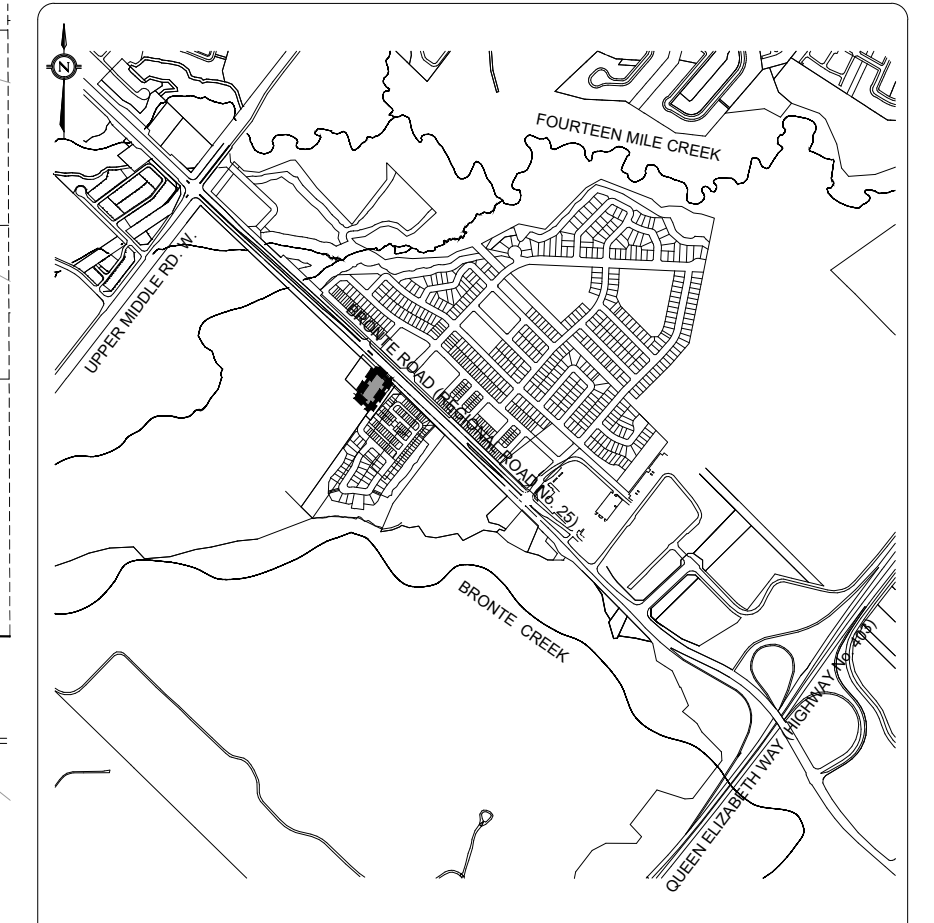 N
FOURTEEN MILE CREEK
UPPER MIDDLE RD. W.
BRONTE ROAD (REGIONAL ROAD No. 25)
BRONTE CREEK
QUEEN ELIZABETH WAY (HIGHWAY No. 403)